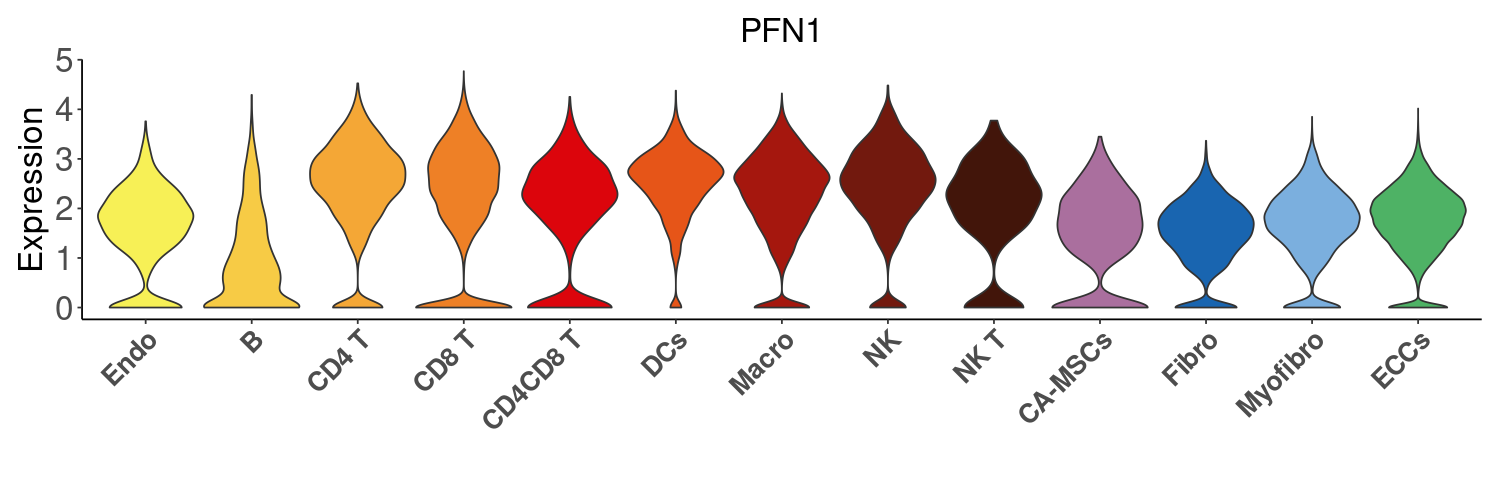 PFN1
Expression
5
4
3
2
1
0
Endo
B
CD4 T
CD8 T
CD4CD8 T
DCs
Macro
NK
NK T
CA-MSCs
Fibro
Myofibro
ECCs